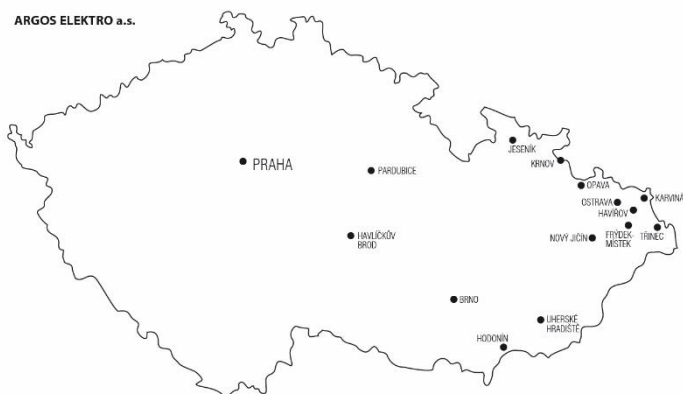 ARGOS ELEKTRO a.s.
JESENÍK
PRAHA
KRNOV
PARDUBICE
OPAVA
KARVINÁ
OSTRAVA
HAVÍŘOV
FRÝDEK-
MÍSTEK
TŘINEC
NOVÝ JIČÍN
HAVLÍČKŮV
BROD
BRNO
UHERSKÉ
HRADIŠTĚ
HODONÍN